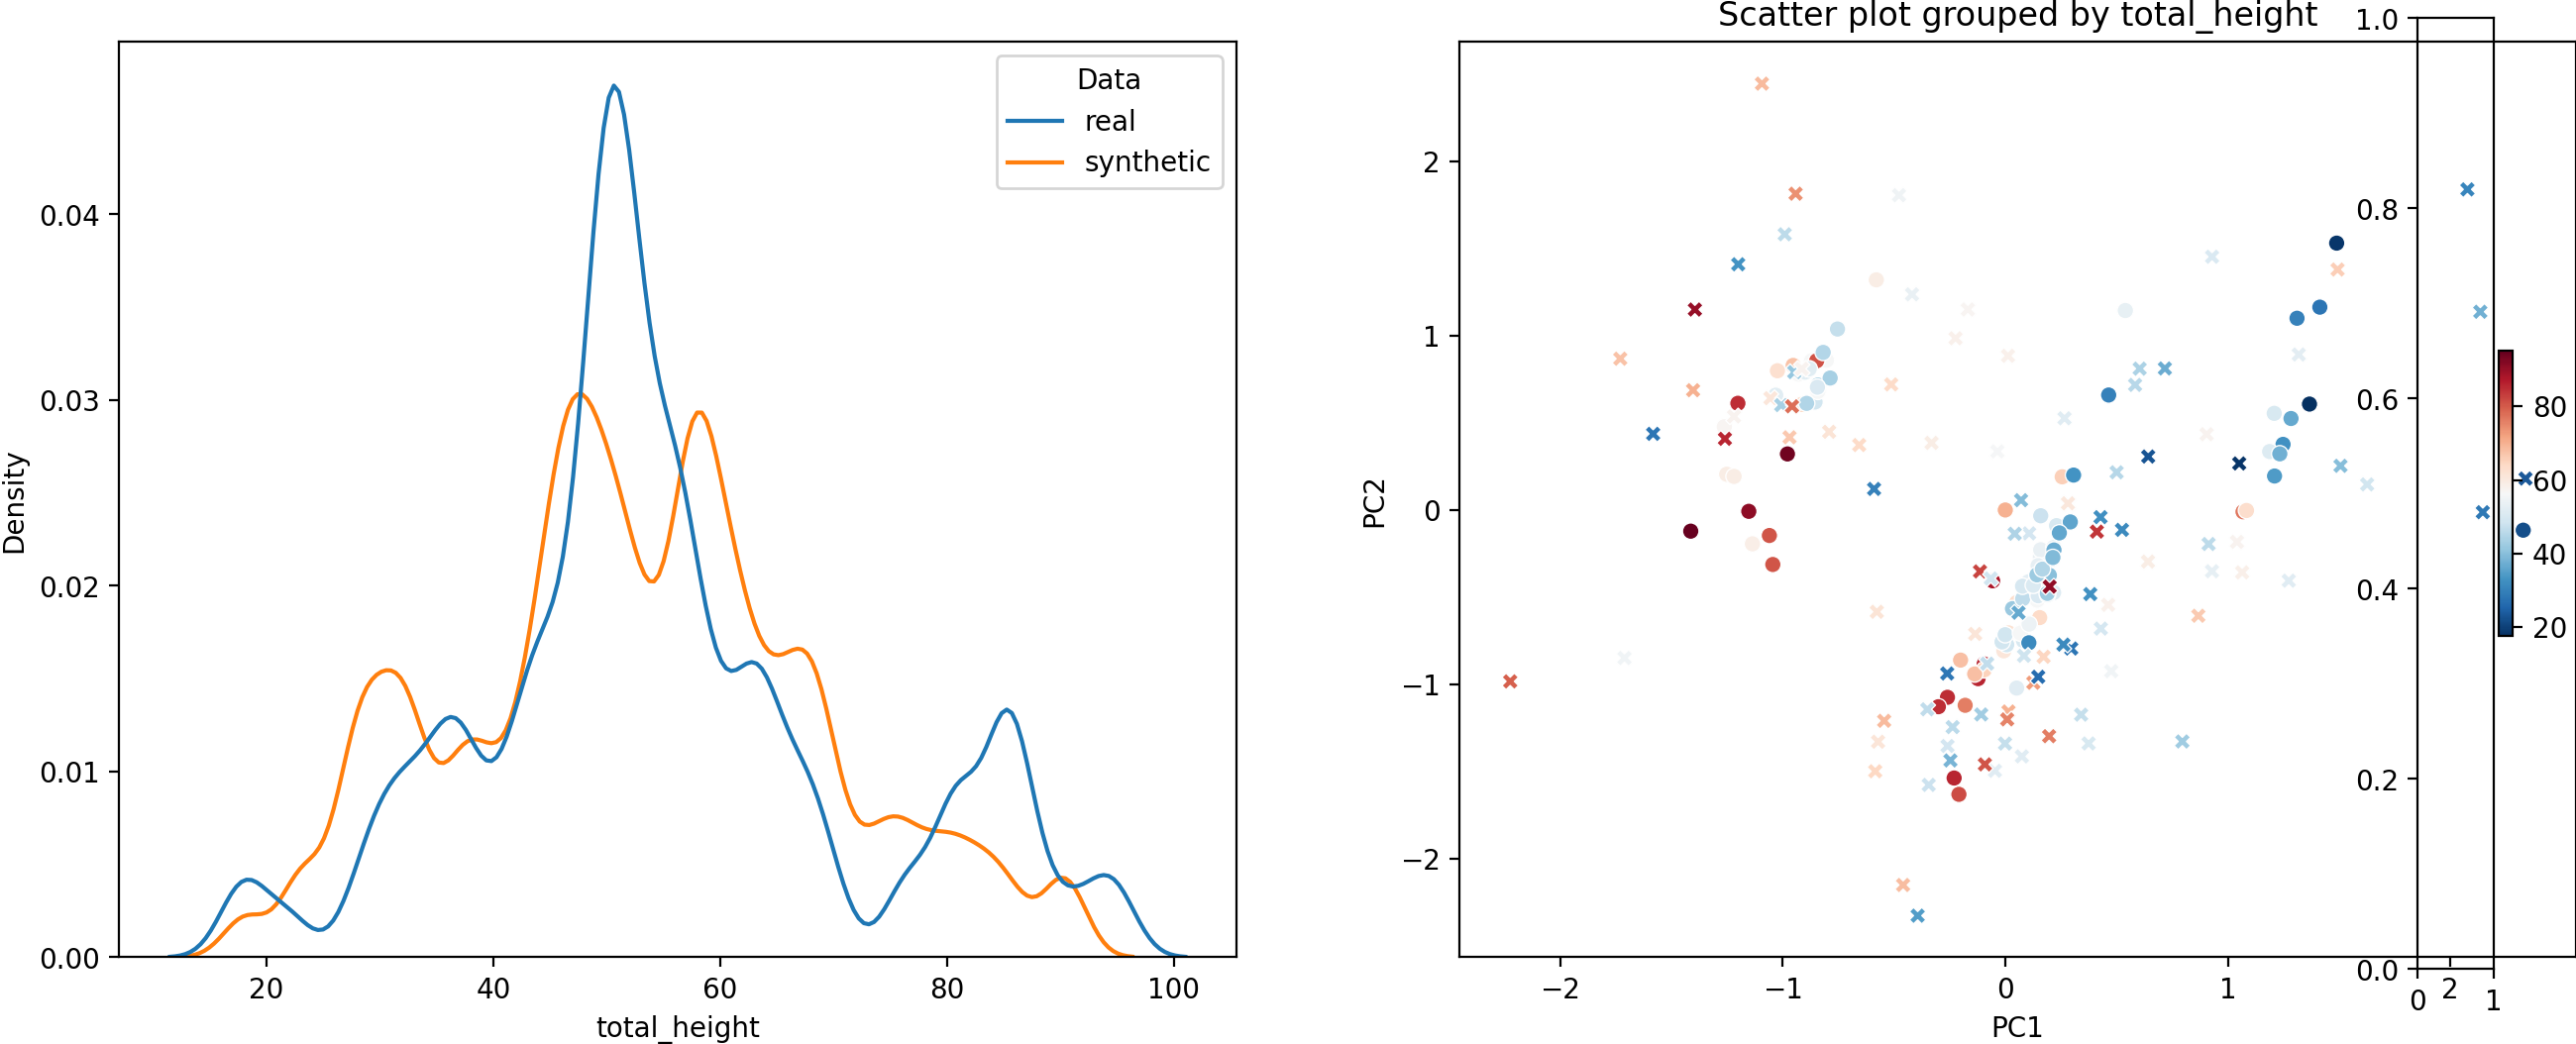 Data
real
synthetic
0.04
0.03
0.02
0.01
0.00
Density
20 40 60 80 100
total_height
Scatter plot grouped by total_height
2
1
0
−1
−2
PC2
−2 −1 0 1 2
PC1
1.0
0.8
0.6
0.4
0.2
0.0
0 1
80
60
40
20